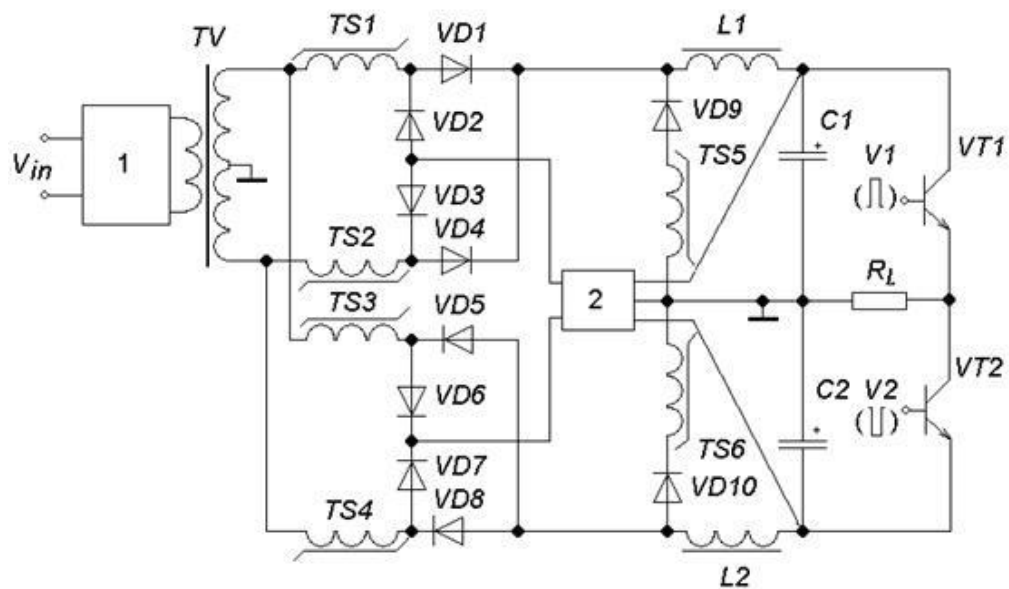 TS1
VD1
L1
TV
VD2
VD9
C1
+
TS5
V1
VT1
V_in
1
VD3
TS2
VD4
TS3
VD5
2
R_L
VD6
C2
V2
VT2
+
TS6
VD7
VD10
TS4
VD8
L2